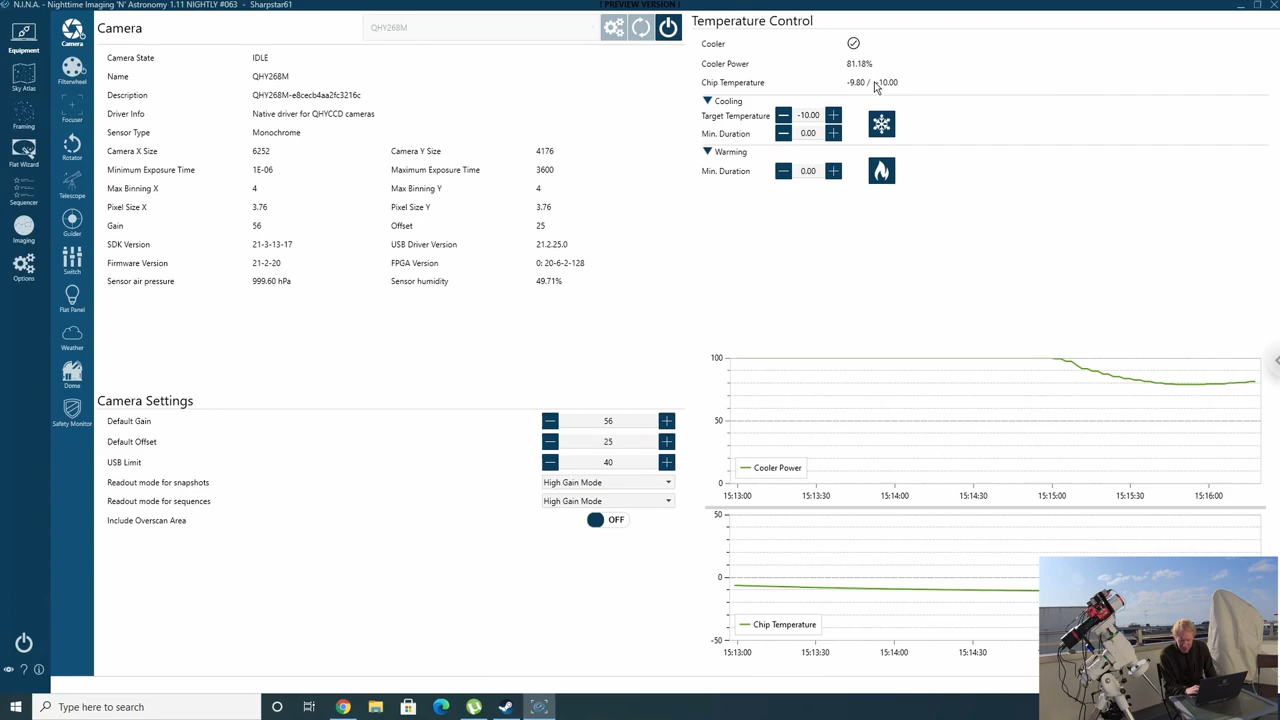 N.I.N.A. - Nighttime Imaging 'N' Astronomy 1.11 NIGHTLY #063 - Sharpstar61
! PREVIEW VERSION !
Equipment
Sky Atlas
Framing
Flat Wizard
Sequencer
Imaging
Options
Camera
Filterwheel
Focuser
Rotator
Telescope
Guider
Switch
Flat Panel
Weather
Dome
Safety Monitor
Camera
QHY268M
Camera State IDLE
Name QHY268M
Description QHY268M-e8cecb4aa2fc3216c
Driver Info Native driver for QHYCCD cameras
Sensor Type Monochrome
Camera X Size 6252 Camera Y Size 4176
Minimum Exposure Time 1E-06 Maximum Exposure Time 3600
Max Binning X 4 Max Binning Y 4
Pixel Size X 3.76 Pixel Size Y 3.76
Gain 56 Offset 25
SDK Version 21-3-13-17 USB Driver Version 21.2.25.0
Firmware Version 21-2-20 FPGA Version 0: 20-6-2-128
Sensor air pressure 999.60 hPa Sensor humidity 49.71%
Camera Settings
Default Gain 56
Default Offset 25
USB Limit 40
Readout mode for snapshots High Gain Mode
Readout mode for sequences High Gain Mode
Include Overscan Area OFF
Temperature Control
Cooler
Cooler Power 81.18%
Chip Temperature -9.80 / -10.00
Cooling
Target Temperature -10.00
Min. Duration 0.00
Warming
Min. Duration 0.00
100
50
0
Cooler Power
15:13:00 15:13:30 15:14:00 15:14:30 15:15:00 15:15:30 15:16:00
50
0
-50
Chip Temperature
15:13:00 15:13:30 15:14:00 15:14:30
Type here to search